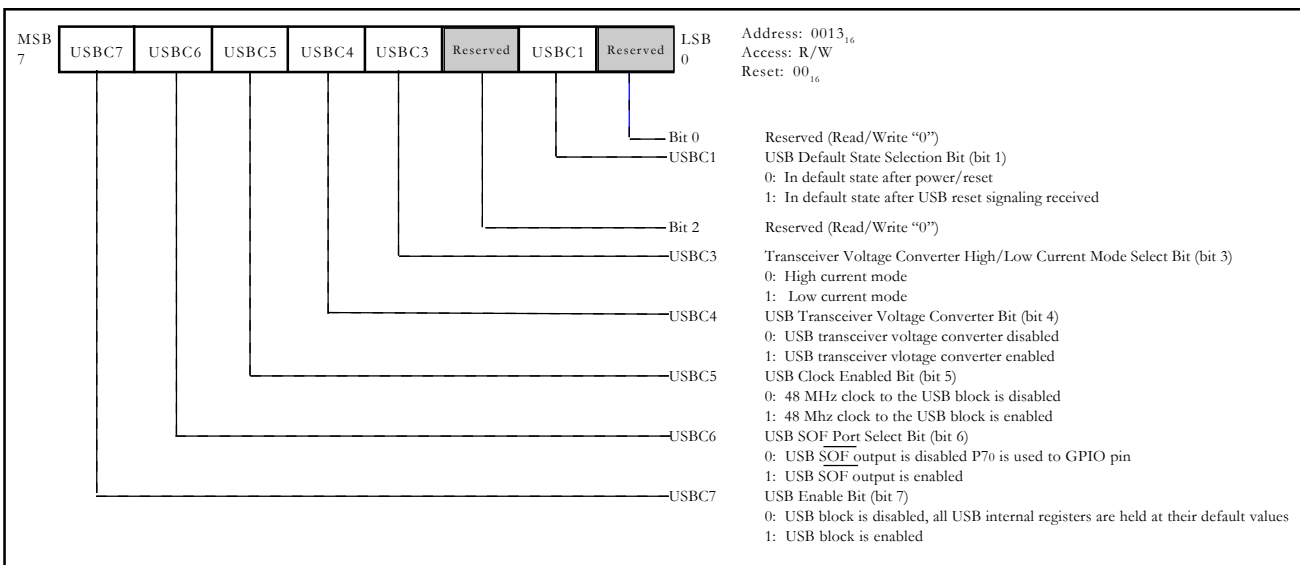 MSB
7
USBC7 USBC6 USBC5 USBC4 USBC3 Reserved USBC1 Reserved
LSB
0
Address: 0013₁₆
Access: R/W
Reset: 00₁₆
Bit 0 Reserved (Read/Write “0”)
USBC1 USB Default State Selection Bit (bit 1)
0: In default state after power/reset
1: In default state after USB reset signaling received
Bit 2 Reserved (Read/Write “0”)
USBC3 Transceiver Voltage Converter High/Low Current Mode Select Bit (bit 3)
0: High current mode
1: Low current mode
USBC4 USB Transceiver Voltage Converter Bit (bit 4)
0: USB transceiver voltage converter disabled
1: USB transceiver vlotage converter enabled
USBC5 USB Clock Enabled Bit (bit 5)
0: 48 MHz clock to the USB block is disabled
1: 48 Mhz clock to the USB block is enabled
USBC6 USB SOF Port Select Bit (bit 6)
0: USB SOF output is disabled P70 is used to GPIO pin
1: USB SOF output is enabled
USBC7 USB Enable Bit (bit 7)
0: USB block is disabled, all USB internal registers are held at their default values
1: USB block is enabled